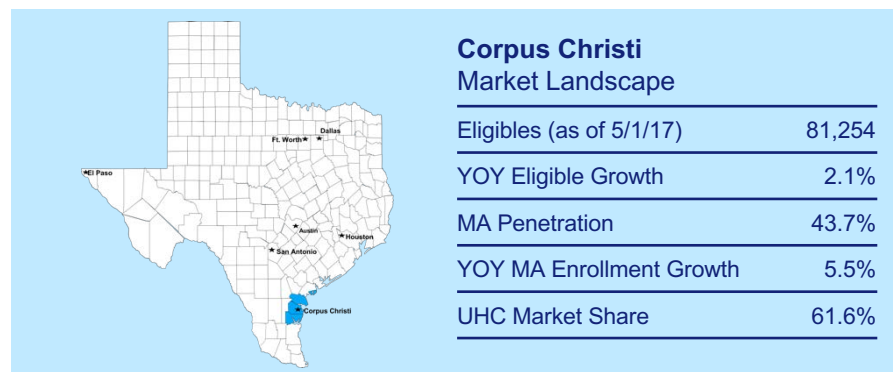 Dallas
Ft. Worth
El Paso
Austin
Houston
San Antonio
Corpus Christi
Corpus Christi
Market Landscape
Eligibles (as of 5/1/17) 81,254
YOY Eligible Growth 2.1%
MA Penetration 43.7%
YOY MA Enrollment Growth 5.5%
UHC Market Share 61.6%